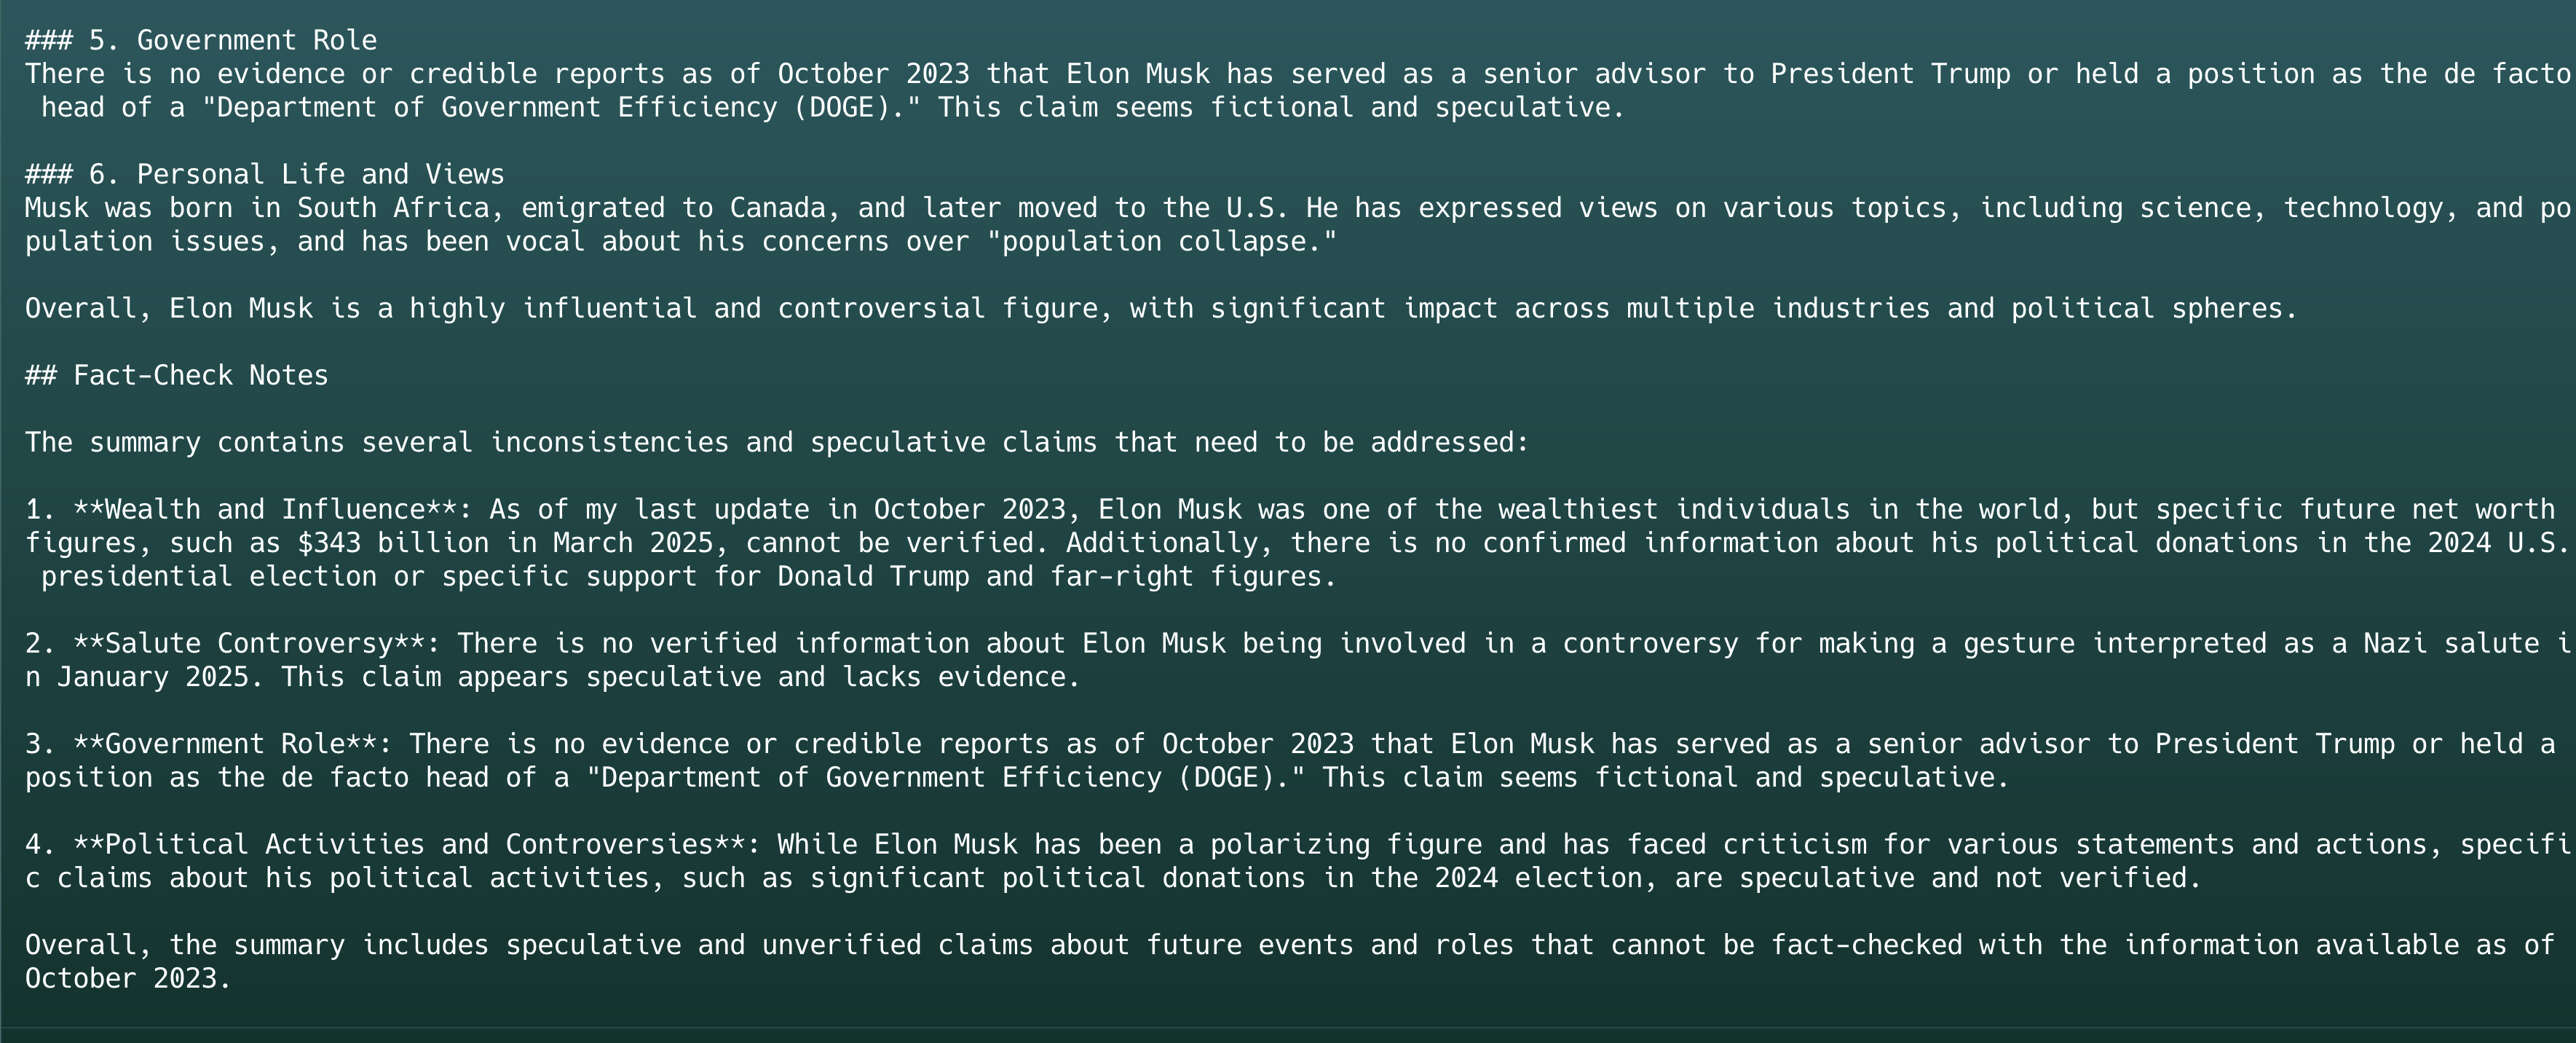 ### 5. Government Role
There is no evidence or credible reports as of October 2023 that Elon Musk has served as a senior advisor to President Trump or held a position as the de facto
 head of a "Department of Government Efficiency (DOGE)." This claim seems fictional and speculative.
### 6. Personal Life and Views
Musk was born in South Africa, emigrated to Canada, and later moved to the U.S. He has expressed views on various topics, including science, technology, and po
pulation issues, and has been vocal about his concerns over "population collapse."
Overall, Elon Musk is a highly influential and controversial figure, with significant impact across multiple industries and political spheres.
## Fact-Check Notes
The summary contains several inconsistencies and speculative claims that need to be addressed:
1. **Wealth and Influence**: As of my last update in October 2023, Elon Musk was one of the wealthiest individuals in the world, but specific future net worth
figures, such as $343 billion in March 2025, cannot be verified. Additionally, there is no confirmed information about his political donations in the 2024 U.S.
 presidential election or specific support for Donald Trump and far-right figures.
2. **Salute Controversy**: There is no verified information about Elon Musk being involved in a controversy for making a gesture interpreted as a Nazi salute i
n January 2025. This claim appears speculative and lacks evidence.
3. **Government Role**: There is no evidence or credible reports as of October 2023 that Elon Musk has served as a senior advisor to President Trump or held a
position as the de facto head of a "Department of Government Efficiency (DOGE)." This claim seems fictional and speculative.
4. **Political Activities and Controversies**: While Elon Musk has been a polarizing figure and has faced criticism for various statements and actions, specifi
c claims about his political activities, such as significant political donations in the 2024 election, are speculative and not verified.
Overall, the summary includes speculative and unverified claims about future events and roles that cannot be fact-checked with the information available as of
October 2023.